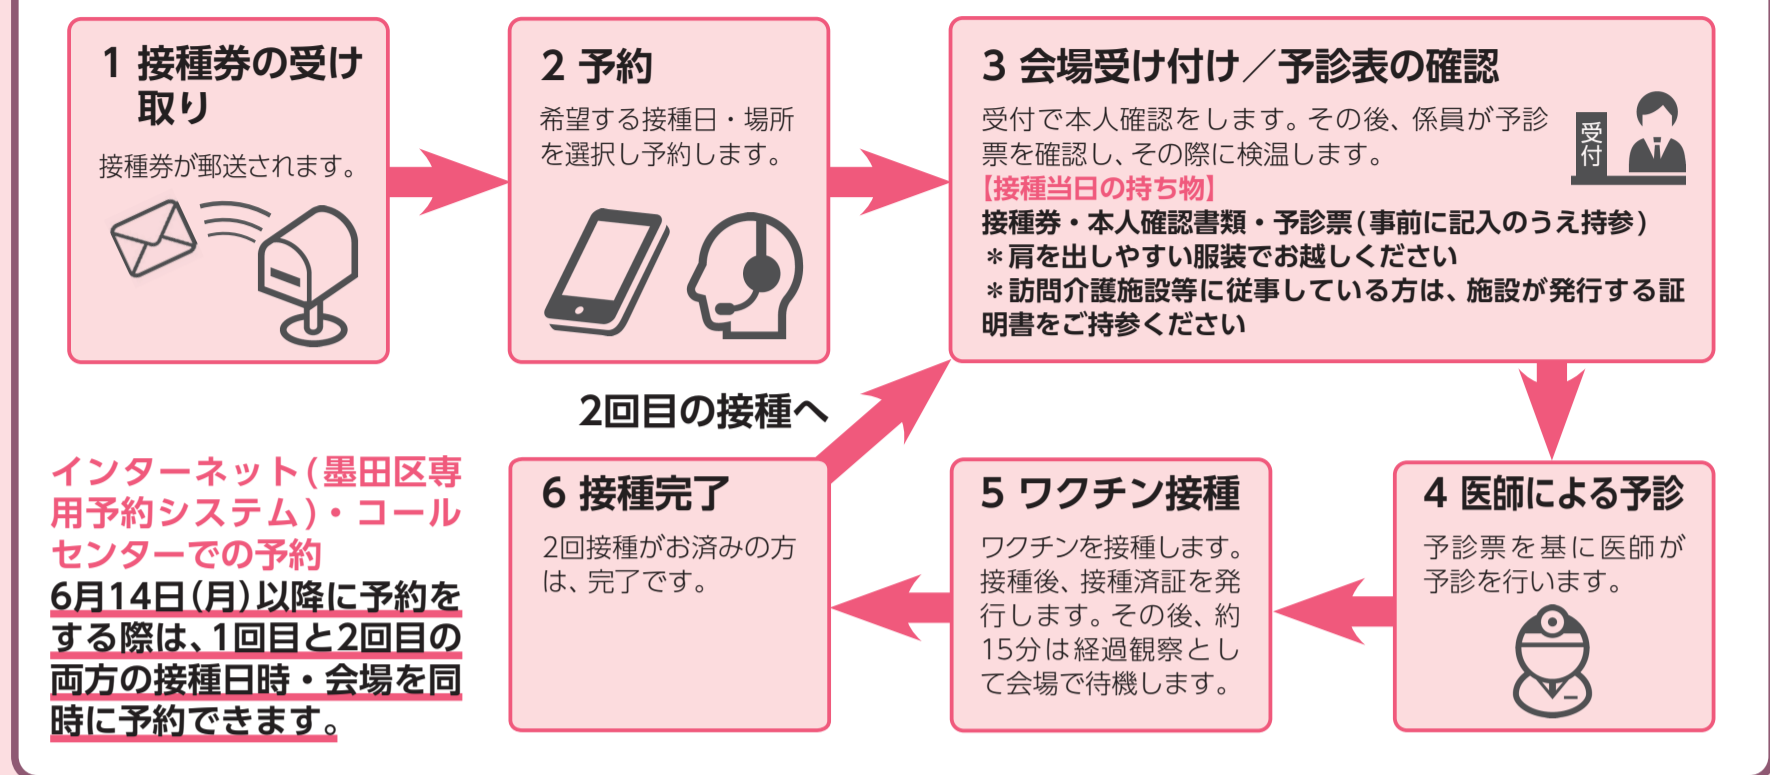 1 接種券の受け
取り
接種券が郵送されます。
2 予約
希望する接種日・場所
を選択し予約します。
3 会場受け付け／予診表の確認
受付で本人確認をします。その後、係員が予診
票を確認し、その際に検温します。
【接種当日の持ち物】
接種券・本人確認書類・予診票(事前に記入のうえ持参)
＊肩を出しやすい服装でお越しください
＊訪問介護施設等に従事している方は、施設が発行する証
明書をご持参ください
受付
4 医師による予診
予診票を基に医師が
予診を行います。
5 ワクチン接種
ワクチンを接種します。
接種後、接種済証を発
行します。その後、約
15分は経過観察とし
て会場で待機します。
6 接種完了
2回接種がお済みの方
は、完了です。
2回目の接種へ
インターネット(墨田区専
用予約システム)・コール
センターでの予約
6月14日(月)以降に予約を
する際は、1回目と2回目の
両方の接種日時・会場を同
時に予約できます。